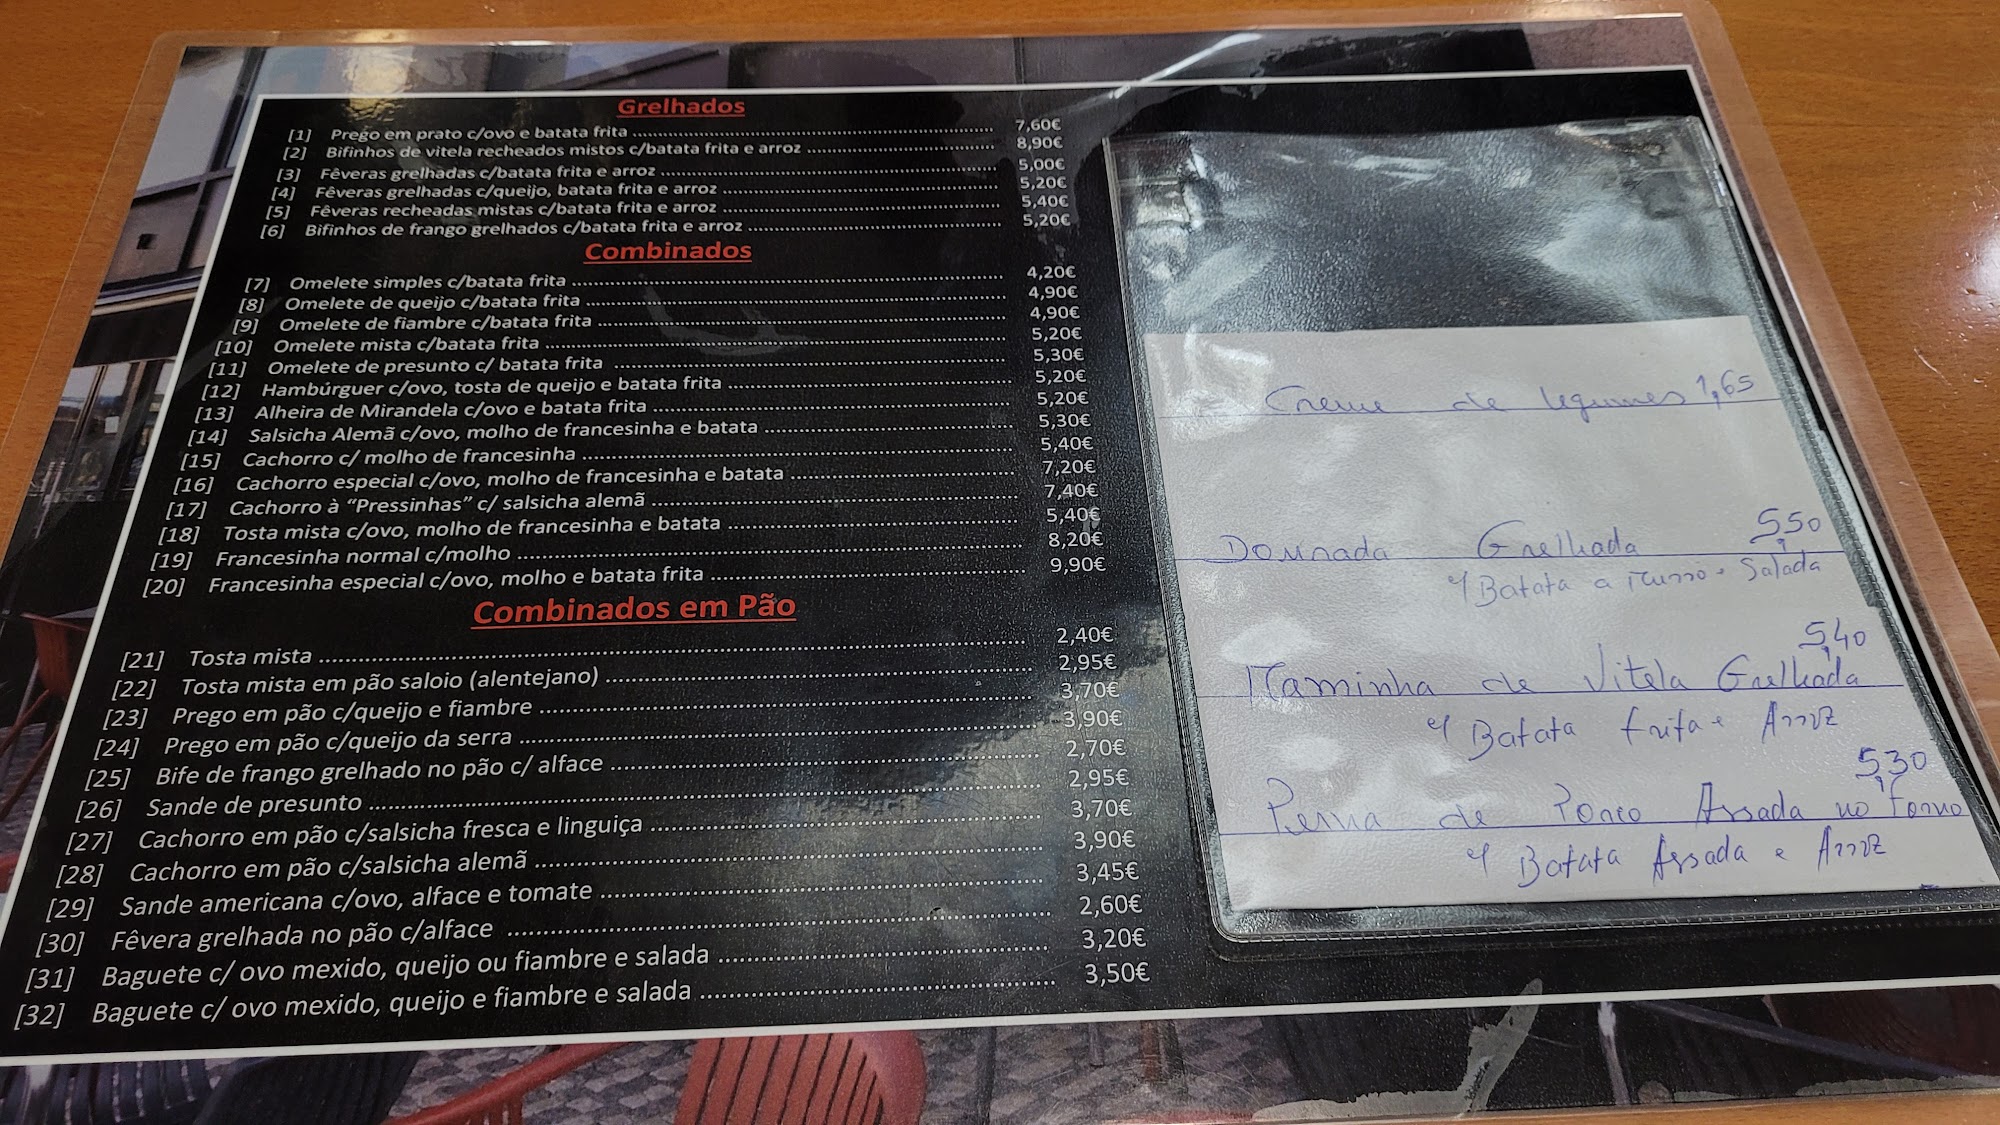 Grelhados
[1] Prego em prato c/ovo e batata frita 7,60€
[2] Bifinhos de vitela recheados mistos c/batata frita e arroz 8,90€
[3] Fêveras grelhadas c/batata frita e arroz 5,00€
[4] Fêveras grelhadas c/queijo, batata frita e arroz 5,20€
[5] Fêveras recheadas mistas c/batata frita e arroz 5,40€
[6] Bifinhos de frango grelhados c/batata frita e arroz 5,20€
Combinados
[7] Omelete simples c/batata frita 4,20€
[8] Omelete de queijo c/batata frita 4,90€
[9] Omelete de fiambre c/batata frita 4,90€
[10] Omelete mista c/batata frita 5,20€
[11] Omelete de presunto c/ batata frita 5,30€
[12] Hambúrguer c/ovo, tosta de queijo e batata frita 5,20€
[13] Alheira de Mirandela c/ovo e batata frita 5,20€
[14] Salsicha Alemã c/ovo, molho de francesinha e batata 5,30€
[15] Cachorro c/ molho de francesinha 5,40€
[16] Cachorro especial c/ovo, molho de francesinha e batata 7,20€
[17] Cachorro à “Pressinhas” c/ salsicha alemã 7,40€
[18] Tosta mista c/ovo, molho de francesinha e batata 5,40€
[19] Francesinha normal c/molho 8,20€
[20] Francesinha especial c/ovo, molho e batata frita 9,90€
Combinados em Pão
[21] Tosta mista 2,40€
[22] Tosta mista em pão saloio (alentejano) 2,95€
[23] Prego em pão c/queijo e fiambre 3,70€
[24] Prego em pão c/queijo da serra 3,90€
[25] Bife de frango grelhado no pão c/ alface 2,70€
[26] Sande de presunto 2,95€
[27] Cachorro em pão c/salsicha fresca e linguiça 3,70€
[28] Cachorro em pão c/salsicha alemã 3,90€
[29] Sande americana c/ovo, alface e tomate 3,45€
[30] Fêvera grelhada no pão c/alface 2,60€
[31] Baguete c/ ovo mexido, queijo ou fiambre e salada 3,20€
[32] Baguete c/ ovo mexido, queijo e fiambre e salada 3,50€
Creme de legumes 1,65
Dourada Grelhada 5,50
c/ Batata a Murro e Salada
Maminha de Vitela Grelhada 5,40
c/ Batata frita e Arroz
Perna de Porco Assada no Forno 5,30
c/ Batata Assada e Arroz